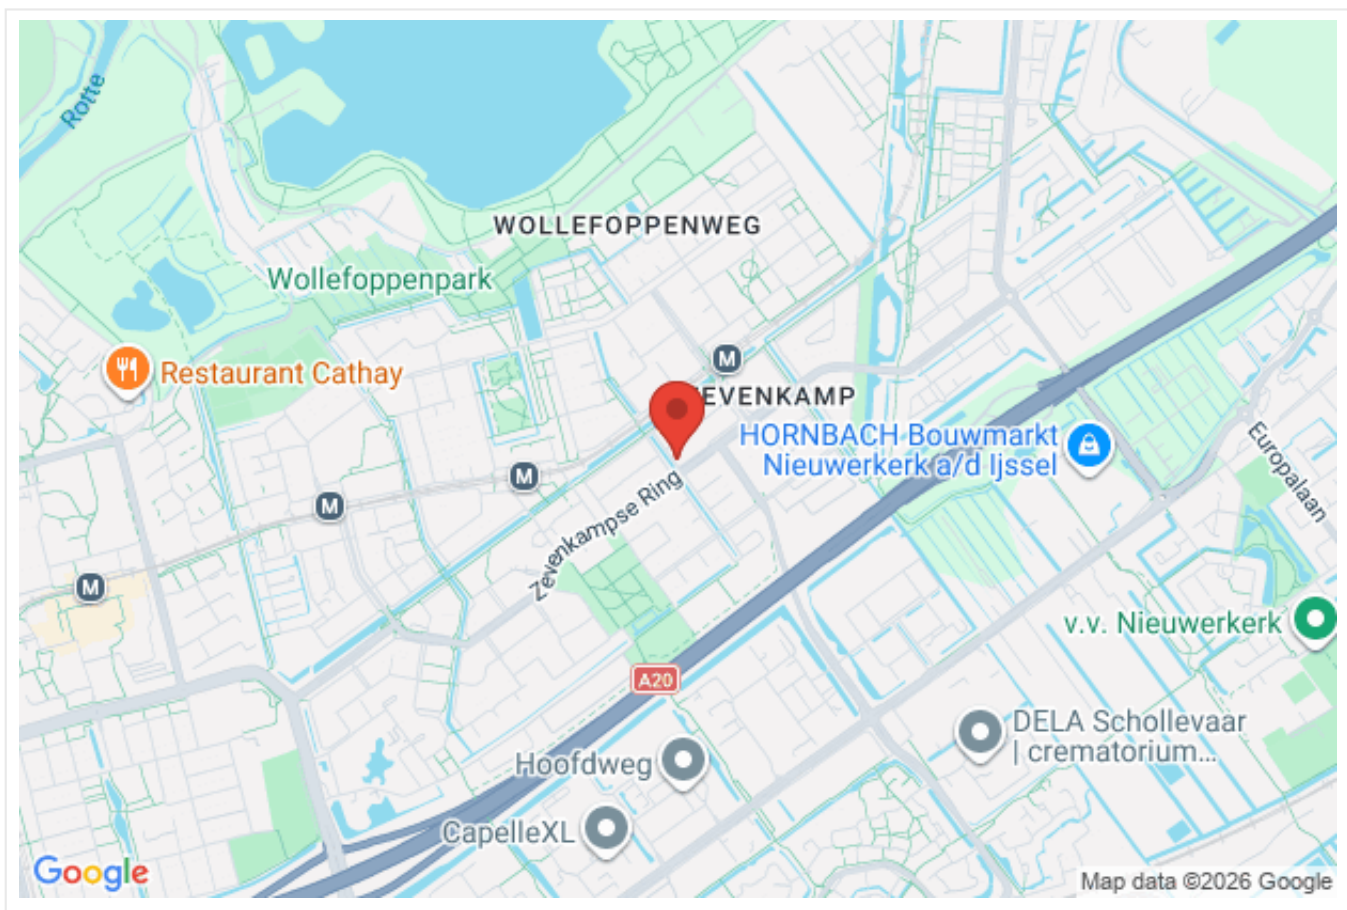 Rotte
WOLLEFOPPENWEG
Wollefoppenpark
M
Restaurant Cathay
EVENKAMP
HORNBACH Bouwmarkt
Nieuwerkerk a/d Ijssel
Europalaan
M
Zevenkampse Ring
M
M
v.v. Nieuwerkerk
A20
DELA Schollevaar
| crematorium...
Hoofdweg
CapelleXL
Google
Map data ©2026 Google